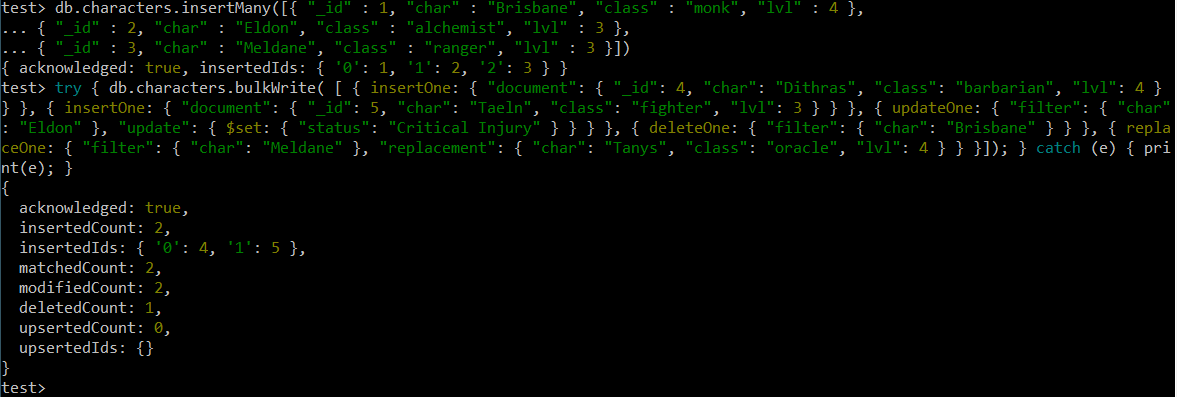 test> db.characters.insertMany([{ "_id" : 1, "char" : "Brisbane", "class" : "monk", "lvl" : 4 },
... { "_id" : 2, "char" : "Eldon", "class" : "alchemist", "lvl" : 3 },
... { "_id" : 3, "char" : "Meldane", "class" : "ranger", "lvl" : 3 }])
{ acknowledged: true, insertedIds: { '0': 1, '1': 2, '2': 3 } }
test> try { db.characters.bulkWrite( [ { insertOne: { "document": { "_id": 4, "char": "Dithras", "class": "barbarian", "lvl": 4 }
} }, { insertOne: { "document": { "_id": 5, "char": "Taeln", "class": "fighter", "lvl": 3 } } }, { updateOne: { "filter": { "char"
: "Eldon" }, "update": { $set: { "status": "Critical Injury" } } } }, { deleteOne: { "filter": { "char": "Brisbane" } } }, { repla
ceOne: { "filter": { "char": "Meldane" }, "replacement": { "char": "Tanys", "class": "oracle", "lvl": 4 } } }]); } catch (e) { pri
nt(e); }
{
  acknowledged: true,
  insertedCount: 2,
  insertedIds: { '0': 4, '1': 5 },
  matchedCount: 2,
  modifiedCount: 2,
  deletedCount: 1,
  upsertedCount: 0,
  upsertedIds: {}
}
test>